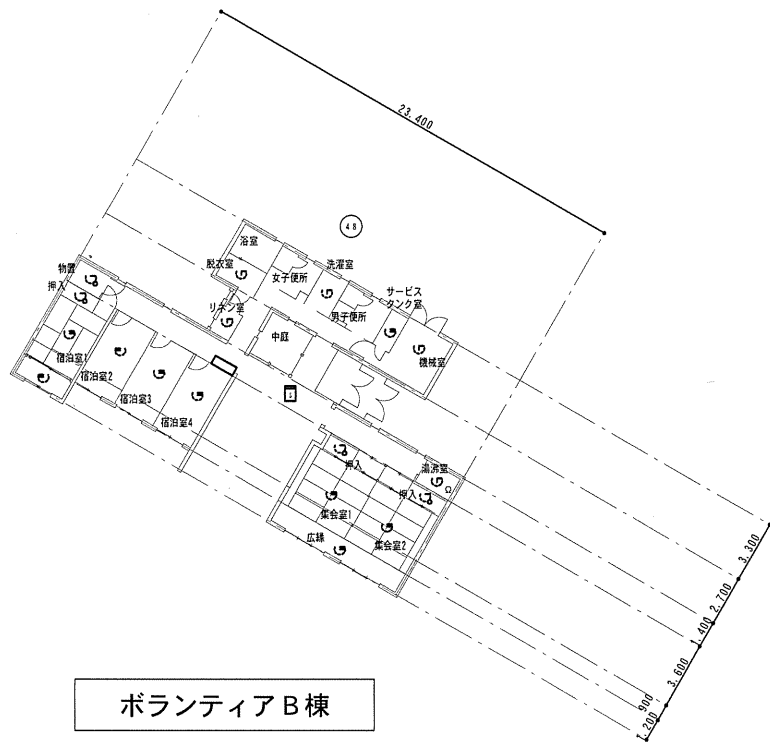 23.400
48
浴室
脱衣室
女子便所
洗濯室
物置
押入
リネン室
サービス
タンク室
男子便所
中庭
機械室
宿泊室1
宿泊室2
宿泊室3
宿泊室4
S
押入
湯沸室
押入
集会室1
集会室2
広縁
3.300
2.700
1.400
3.600
900
1.200
ボランティアB棟